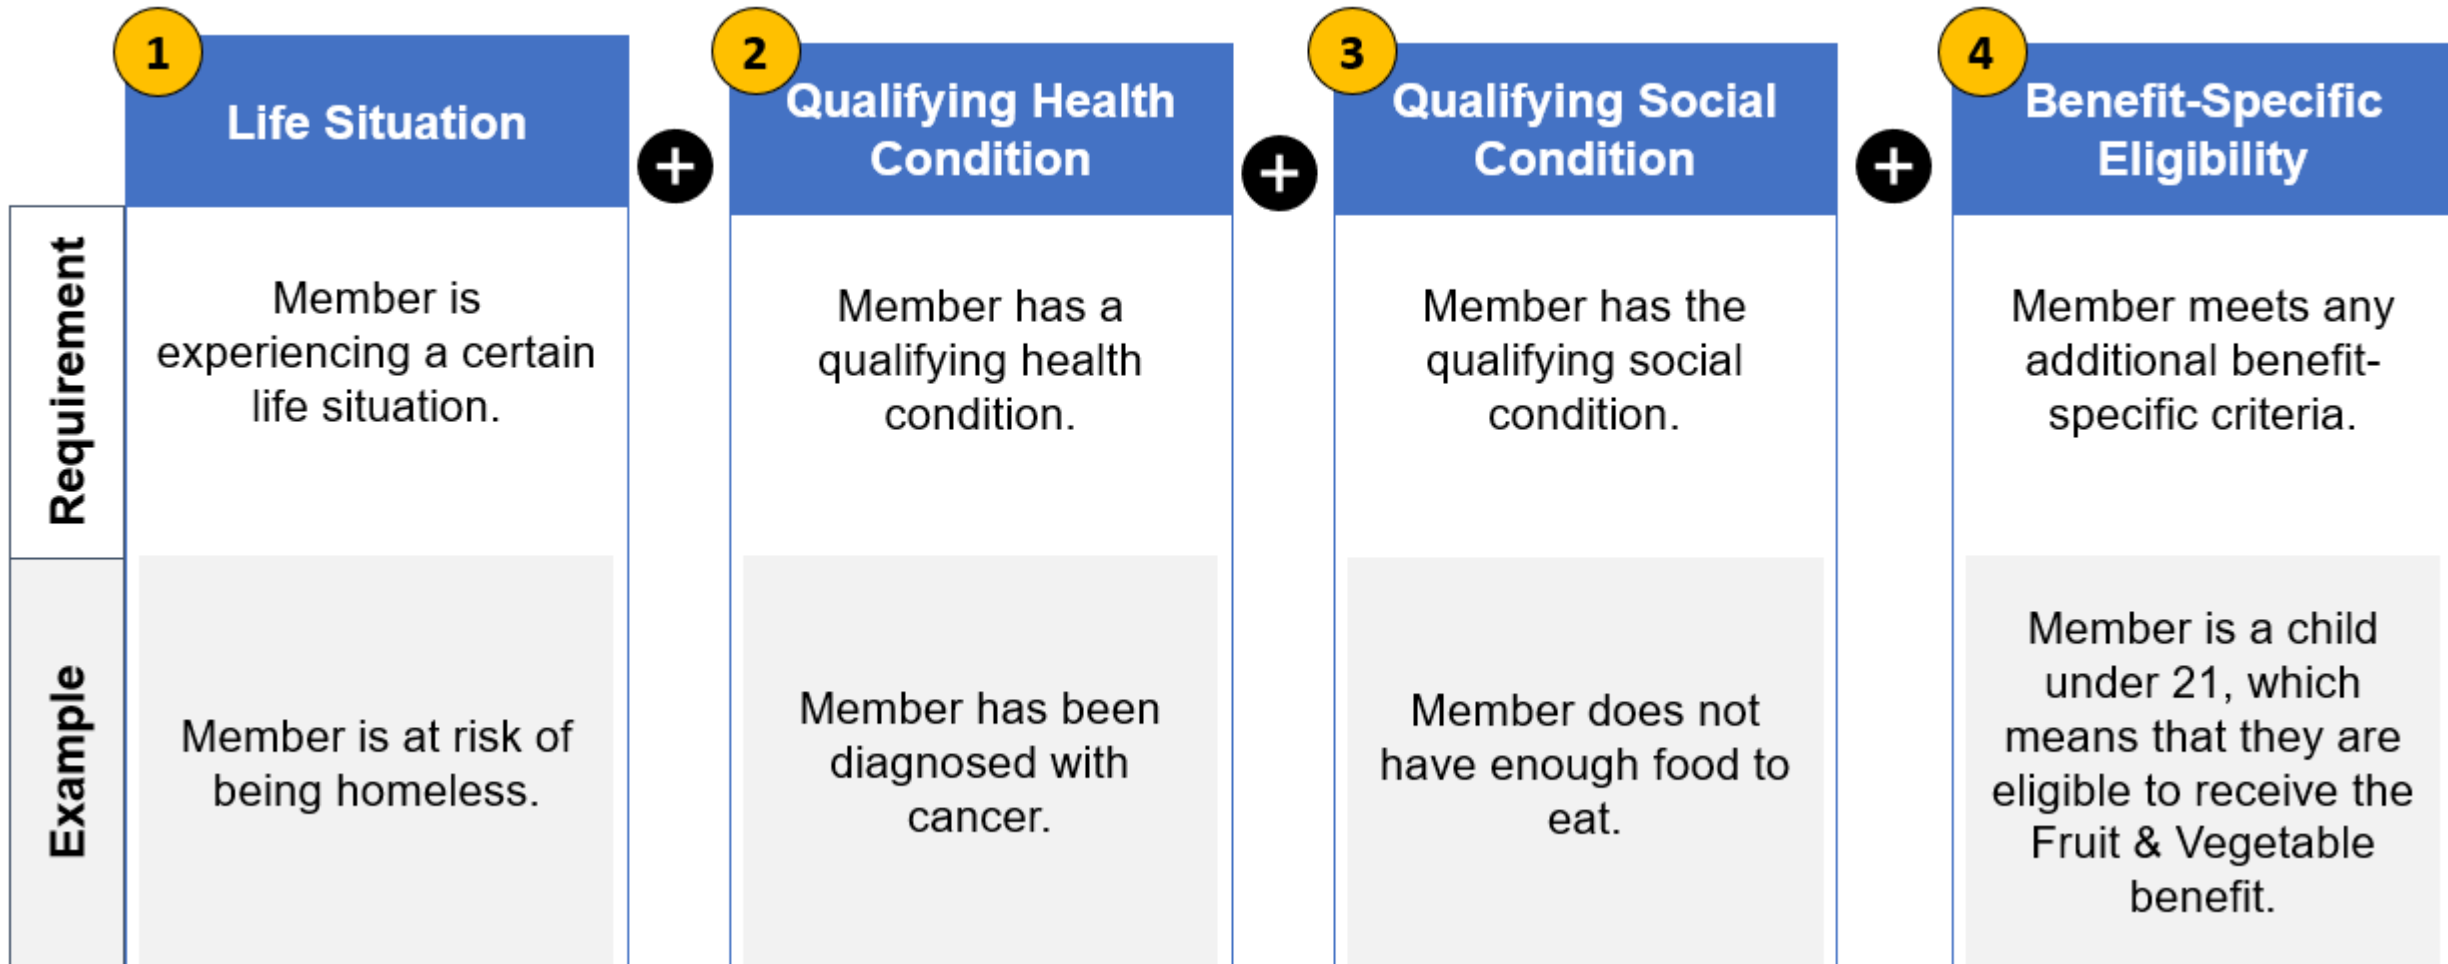 1
Life Situation
2
Qualifying Health
Condition
3
Qualifying Social
Condition
4
Benefit-Specific
Eligibility
+
+
+
Requirement
Member is
experiencing a certain
life situation.
Member has a
qualifying health
condition.
Member has the
qualifying social
condition.
Member meets any
additional benefit-
specific criteria.
Example
Member is at risk of
being homeless.
Member has been
diagnosed with
cancer.
Member does not
have enough food to
eat.
Member is a child
under 21, which
means that they are
eligible to receive the
Fruit & Vegetable
benefit.